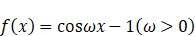 f(x) = cosωx − 1(ω > 0)